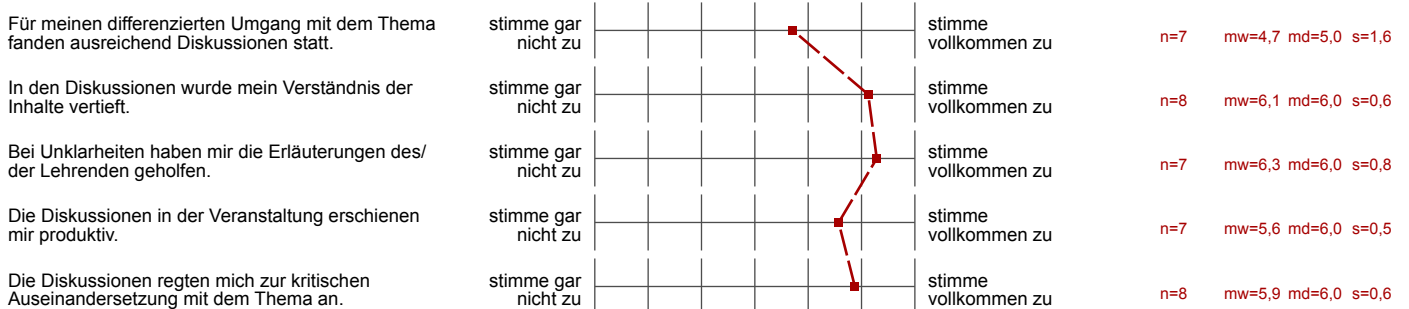 Für meinen differenzierten Umgang mit dem Thema
fanden ausreichend Diskussionen statt.
stimme gar
nicht zu
stimme
vollkommen zu
n=7 mw=4,7 md=5,0 s=1,6
In den Diskussionen wurde mein Verständnis der
Inhalte vertieft.
stimme gar
nicht zu
stimme
vollkommen zu
n=8 mw=6,1 md=6,0 s=0,6
Bei Unklarheiten haben mir die Erläuterungen des/
der Lehrenden geholfen.
stimme gar
nicht zu
stimme
vollkommen zu
n=7 mw=6,3 md=6,0 s=0,8
Die Diskussionen in der Veranstaltung erschienen
mir produktiv.
stimme gar
nicht zu
stimme
vollkommen zu
n=7 mw=5,6 md=6,0 s=0,5
Die Diskussionen regten mich zur kritischen
Auseinandersetzung mit dem Thema an.
stimme gar
nicht zu
stimme
vollkommen zu
n=8 mw=5,9 md=6,0 s=0,6